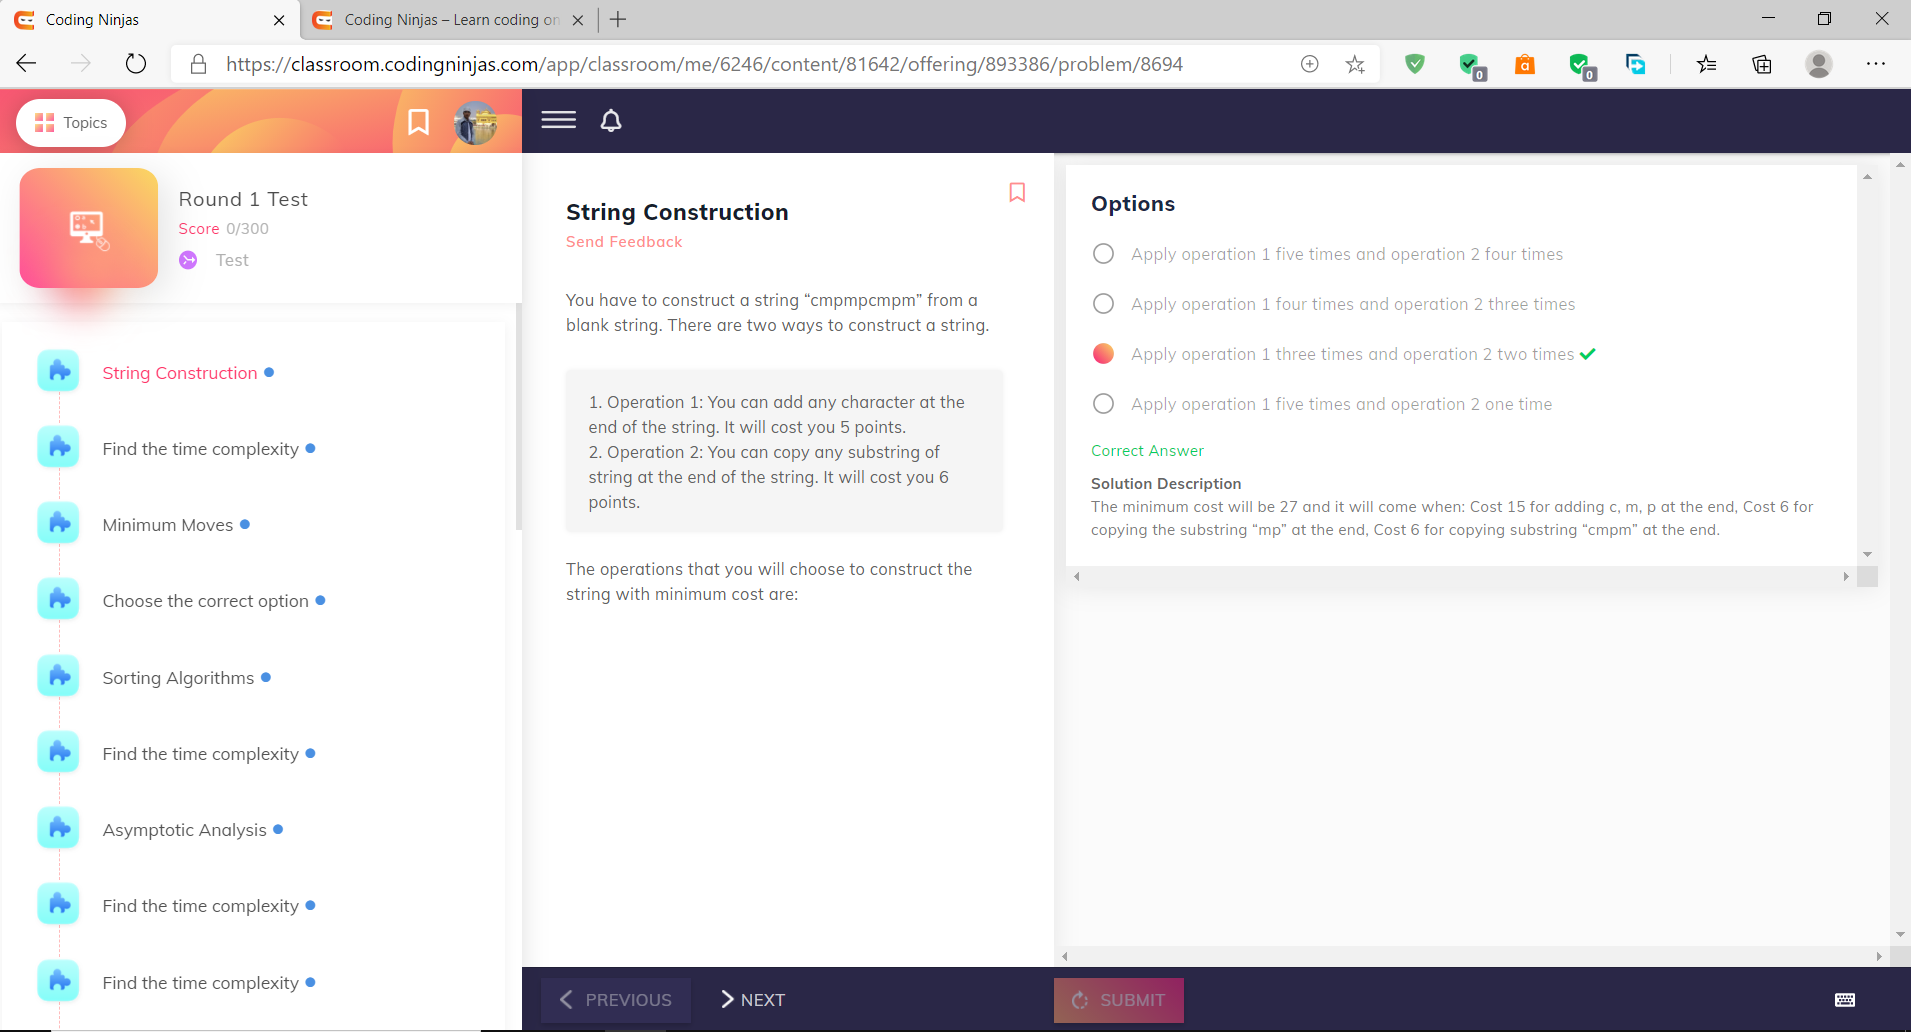 Coding Ninjas
Coding Ninjas – Learn coding on
https://classroom.codingninjas.com/app/classroom/me/6246/content/81642/offering/893386/problem/8694
0
a
0
Topics
Round 1 Test
Score 0/300
Test
String Construction
Find the time complexity
Minimum Moves
Choose the correct option
Sorting Algorithms
Find the time complexity
Asymptotic Analysis
Find the time complexity
Find the time complexity
String Construction
Send Feedback
You have to construct a string “cmpmpcmpm” from a
blank string. There are two ways to construct a string.
1. Operation 1: You can add any character at the
end of the string. It will cost you 5 points.
2. Operation 2: You can copy any substring of
string at the end of the string. It will cost you 6
points.
The operations that you will choose to construct the
string with minimum cost are:
Options
Apply operation 1 five times and operation 2 four times
Apply operation 1 four times and operation 2 three times
Apply operation 1 three times and operation 2 two times
Apply operation 1 five times and operation 2 one time
Correct Answer
Solution Description
The minimum cost will be 27 and it will come when: Cost 15 for adding c, m, p at the end, Cost 6 for
copying the substring “mp” at the end, Cost 6 for copying substring “cmpm” at the end.
PREVIOUS
NEXT
SUBMIT